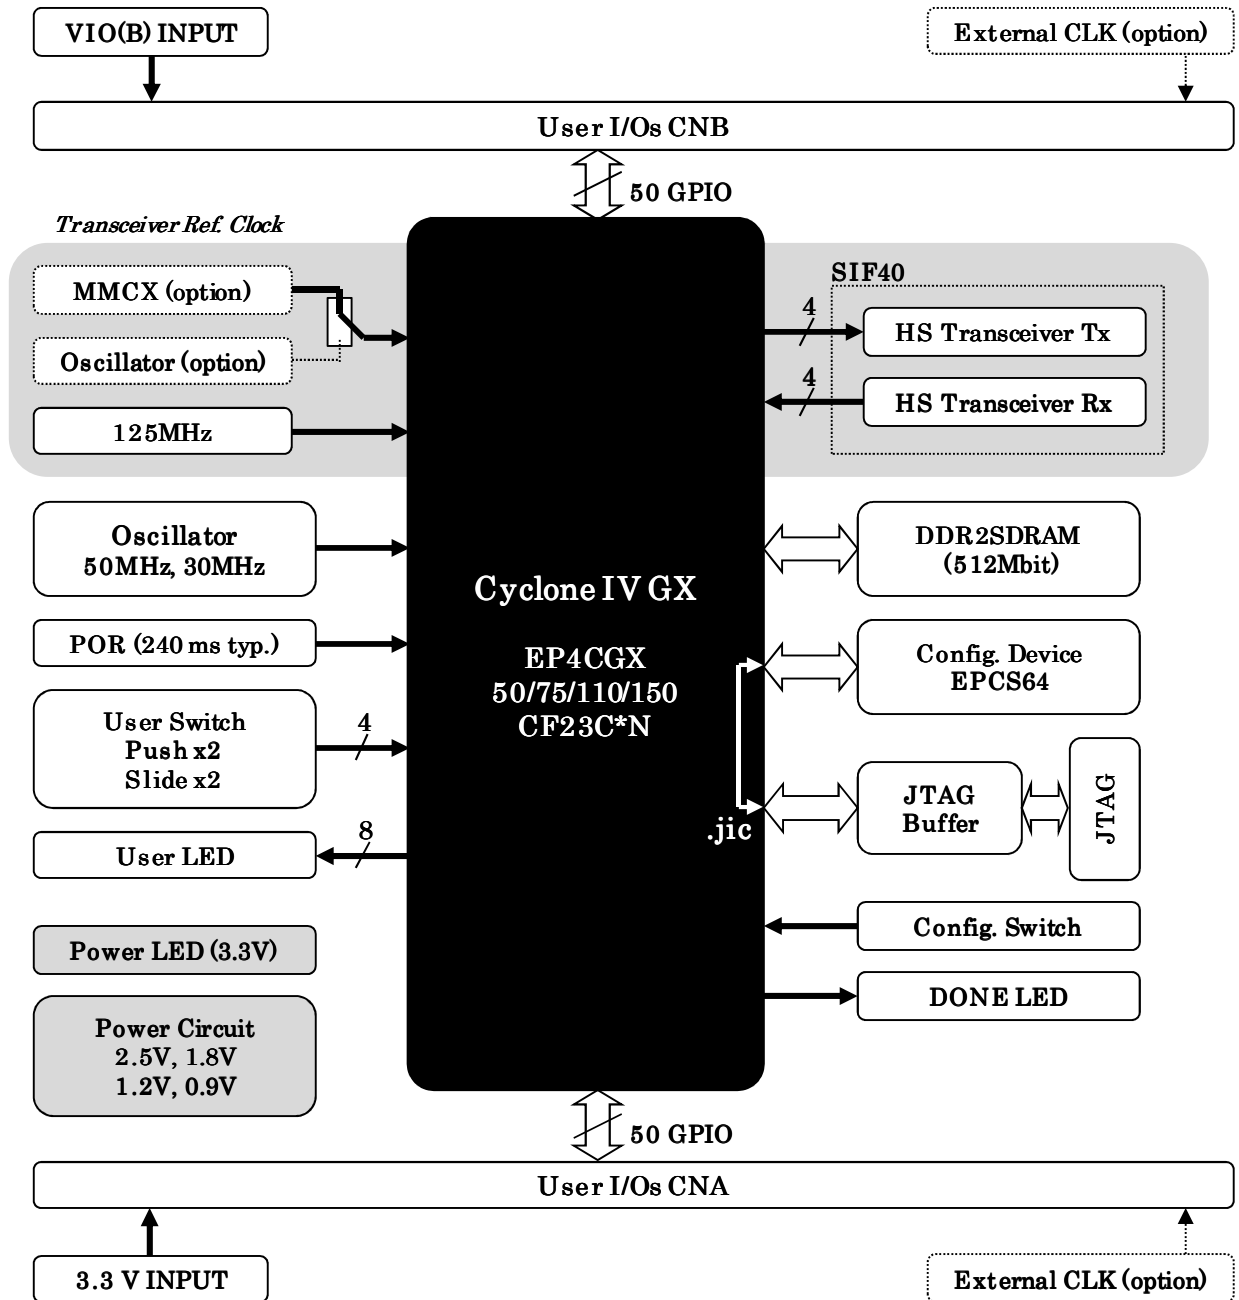 VIO(B) INPUT
External CLK (option)
User I/Os CNB
50 GPIO
Transceiver Ref. Clock
MMCX (option)
Oscillator (option)
125MHz
SIF40
4
HS Transceiver Tx
4
HS Transceiver Rx
Oscillator
50MHz, 30MHz
POR (240 ms typ.)
User Switch
Push x2
Slide x2
4
User LED
8
Power LED (3.3V)
Power Circuit
2.5V, 1.8V
1.2V, 0.9V
Cyclone IV GX
EP4CGX
50/75/110/150
CF23C*N
.jic
DDR2SDRAM
(512Mbit)
Config. Device
EPCS64
JTAG
Buffer
JTAG
Config. Switch
DONE LED
50 GPIO
User I/Os CNA
3.3 V INPUT
External CLK (option)